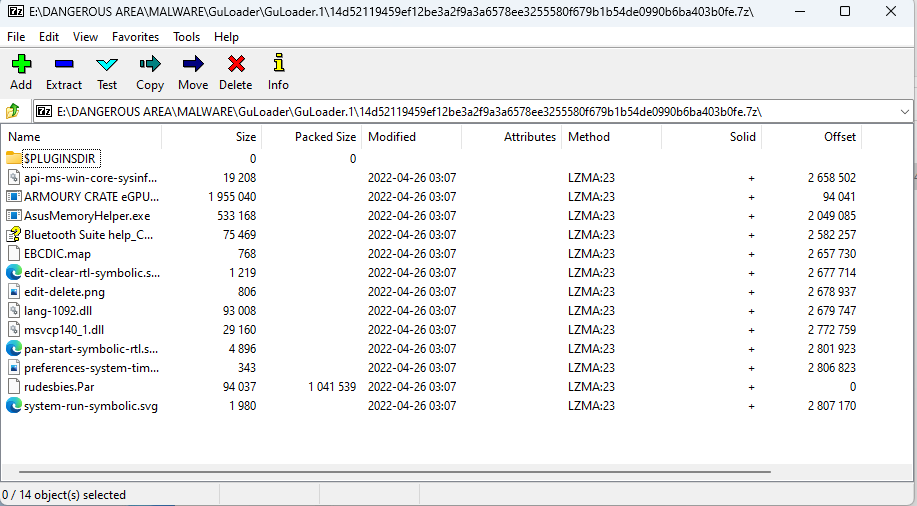 E:\DANGEROUS AREA\MALWARE\GuLoader\GuLoader.1\14d52119459ef12be3a2f9a3a6578ee3255580f679b1b54de0990b6ba403b0fe.7z\
File Edit View Favorites Tools Help
Add Extract Test Copy Move Delete Info
E:\DANGEROUS AREA\MALWARE\GuLoader\GuLoader.1\14d52119459ef12be3a2f9a3a6578ee3255580f679b1b54de0990b6ba403b0fe.7z\
Name Size Packed Size Modified Attributes Method Solid Offset
$PLUGINSDIR 0 0
api-ms-win-core-sysinf... 19 208 2022-04-26 03:07 LZMA:23 + 2 658 502
ARMOURY CRATE eGPU... 1 955 040 2022-04-26 03:07 LZMA:23 + 94 041
AsusMemoryHelper.exe 533 168 2022-04-26 03:07 LZMA:23 + 2 049 085
Bluetooth Suite help_C... 75 469 2022-04-26 03:07 LZMA:23 + 2 582 257
EBCDIC.map 768 2022-04-26 03:07 LZMA:23 + 2 657 730
edit-clear-rtl-symbolic.s... 1 219 2022-04-26 03:07 LZMA:23 + 2 677 714
edit-delete.png 806 2022-04-26 03:07 LZMA:23 + 2 678 937
lang-1092.dll 93 008 2022-04-26 03:07 LZMA:23 + 2 679 747
msvcp140_1.dll 29 160 2022-04-26 03:07 LZMA:23 + 2 772 759
pan-start-symbolic-rtl.s... 4 896 2022-04-26 03:07 LZMA:23 + 2 801 923
preferences-system-tim... 343 2022-04-26 03:07 LZMA:23 + 2 806 823
rudesbies.Par 94 037 1 041 539 2022-04-26 03:07 LZMA:23 + 0
system-run-symbolic.svg 1 980 2022-04-26 03:07 LZMA:23 + 2 807 170
0 / 14 object(s) selected